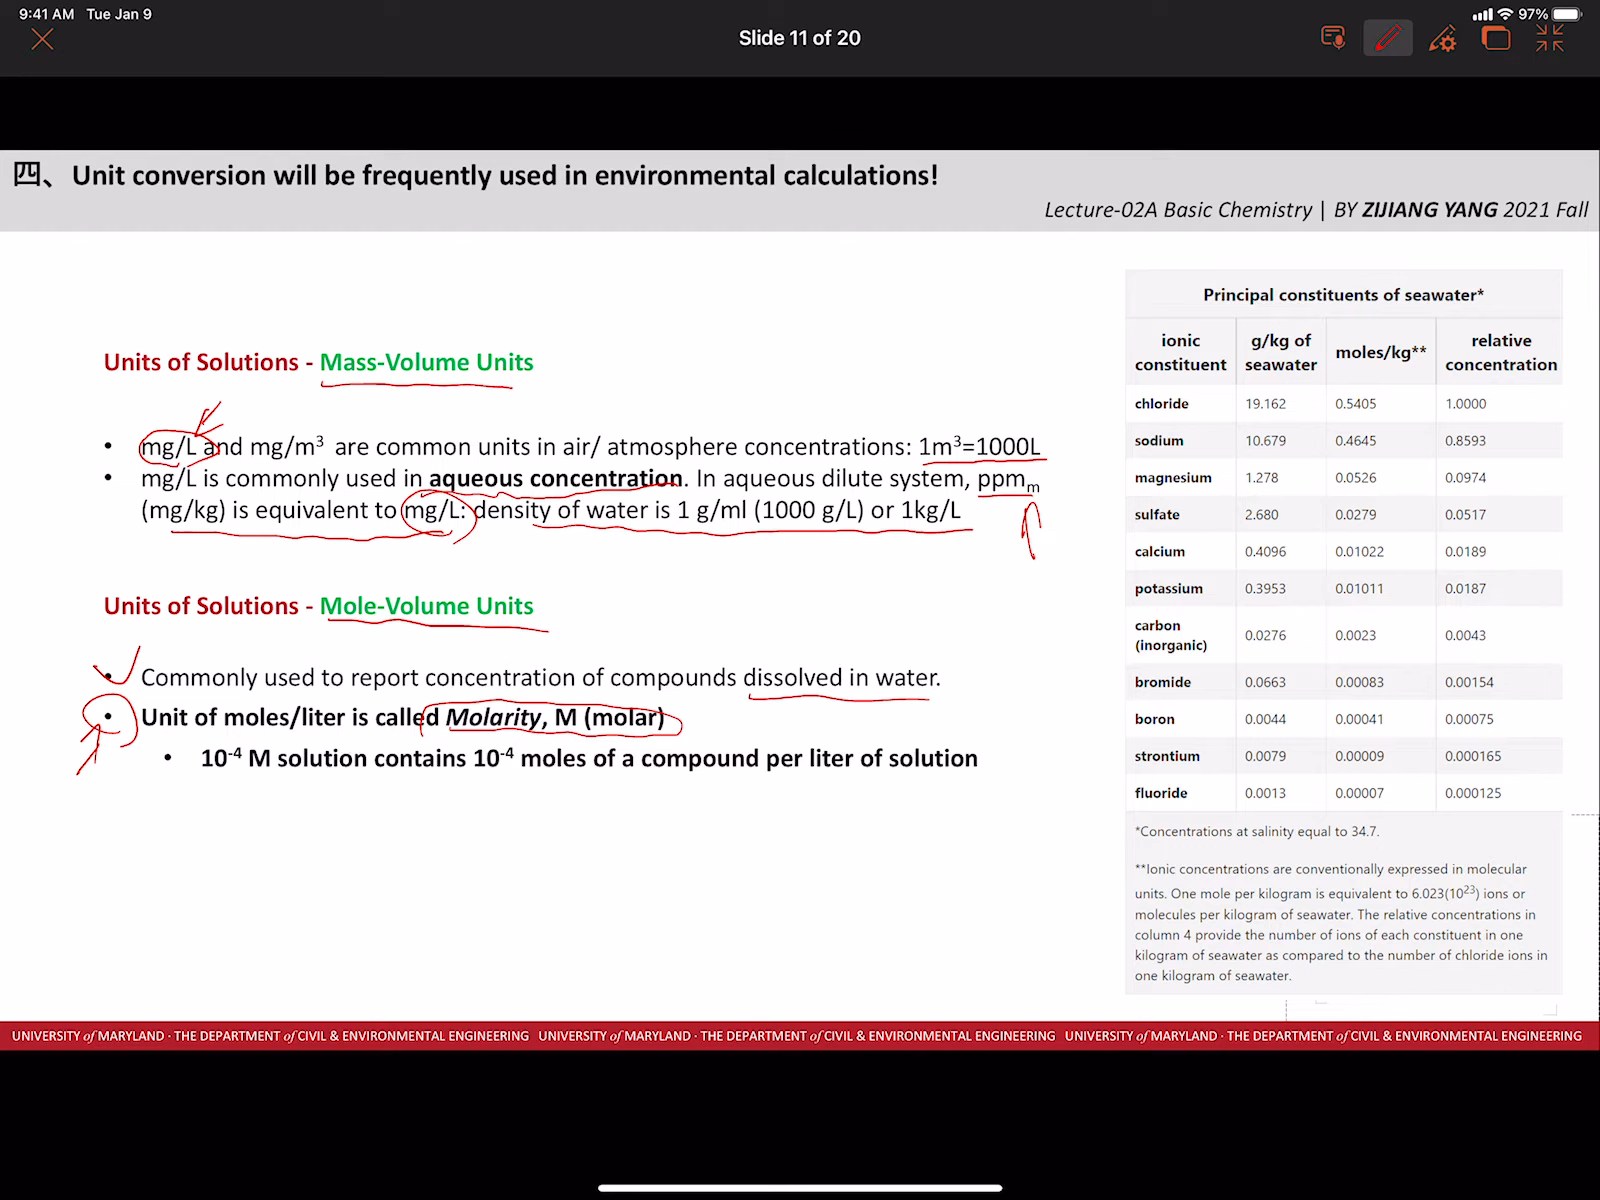 9:41 AM Tue Jan 9
97%
Slide 11 of 20
四、 Unit conversion will be frequently used in environmental calculations!
Lecture-02A Basic Chemistry | BY ZIJIANG YANG 2021 Fall
Units of Solutions - Mass-Volume Units
• mg/L and mg/m³ are common units in air/ atmosphere concentrations: 1m³=1000L
• mg/L is commonly used in aqueous concentration. In aqueous dilute system, ppmₘ
(mg/kg) is equivalent to mg/L: density of water is 1 g/ml (1000 g/L) or 1kg/L
Units of Solutions - Mole-Volume Units
• Commonly used to report concentration of compounds dissolved in water.
• Unit of moles/liter is called Molarity, M (molar)
• 10⁻⁴ M solution contains 10⁻⁴ moles of a compound per liter of solution
Principal constituents of seawater*
ionic constituent g/kg of seawater moles/kg** relative concentration
chloride 19.162 0.5405 1.0000
sodium 10.679 0.4645 0.8593
magnesium 1.278 0.0526 0.0974
sulfate 2.680 0.0279 0.0517
calcium 0.4096 0.01022 0.0189
potassium 0.3953 0.01011 0.0187
carbon (inorganic) 0.0276 0.0023 0.0043
bromide 0.0663 0.00083 0.00154
boron 0.0044 0.00041 0.00075
strontium 0.0079 0.00009 0.000165
fluoride 0.0013 0.00007 0.000125
*Concentrations at salinity equal to 34.7.
**Ionic concentrations are conventionally expressed in molecular
units. One mole per kilogram is equivalent to 6.023(10²³) ions or
molecules per kilogram of seawater. The relative concentrations in
column 4 provide the number of ions of each constituent in one
kilogram of seawater as compared to the number of chloride ions in
one kilogram of seawater.
UNIVERSITY of MARYLAND · THE DEPARTMENT of CIVIL & ENVIRONMENTAL ENGINEERING UNIVERSITY of MARYLAND · THE DEPARTMENT of CIVIL & ENVIRONMENTAL ENGINEERING UNIVERSITY of MARYLAND · THE DEPARTMENT of CIVIL & ENVIRONMENTAL ENGINEERING